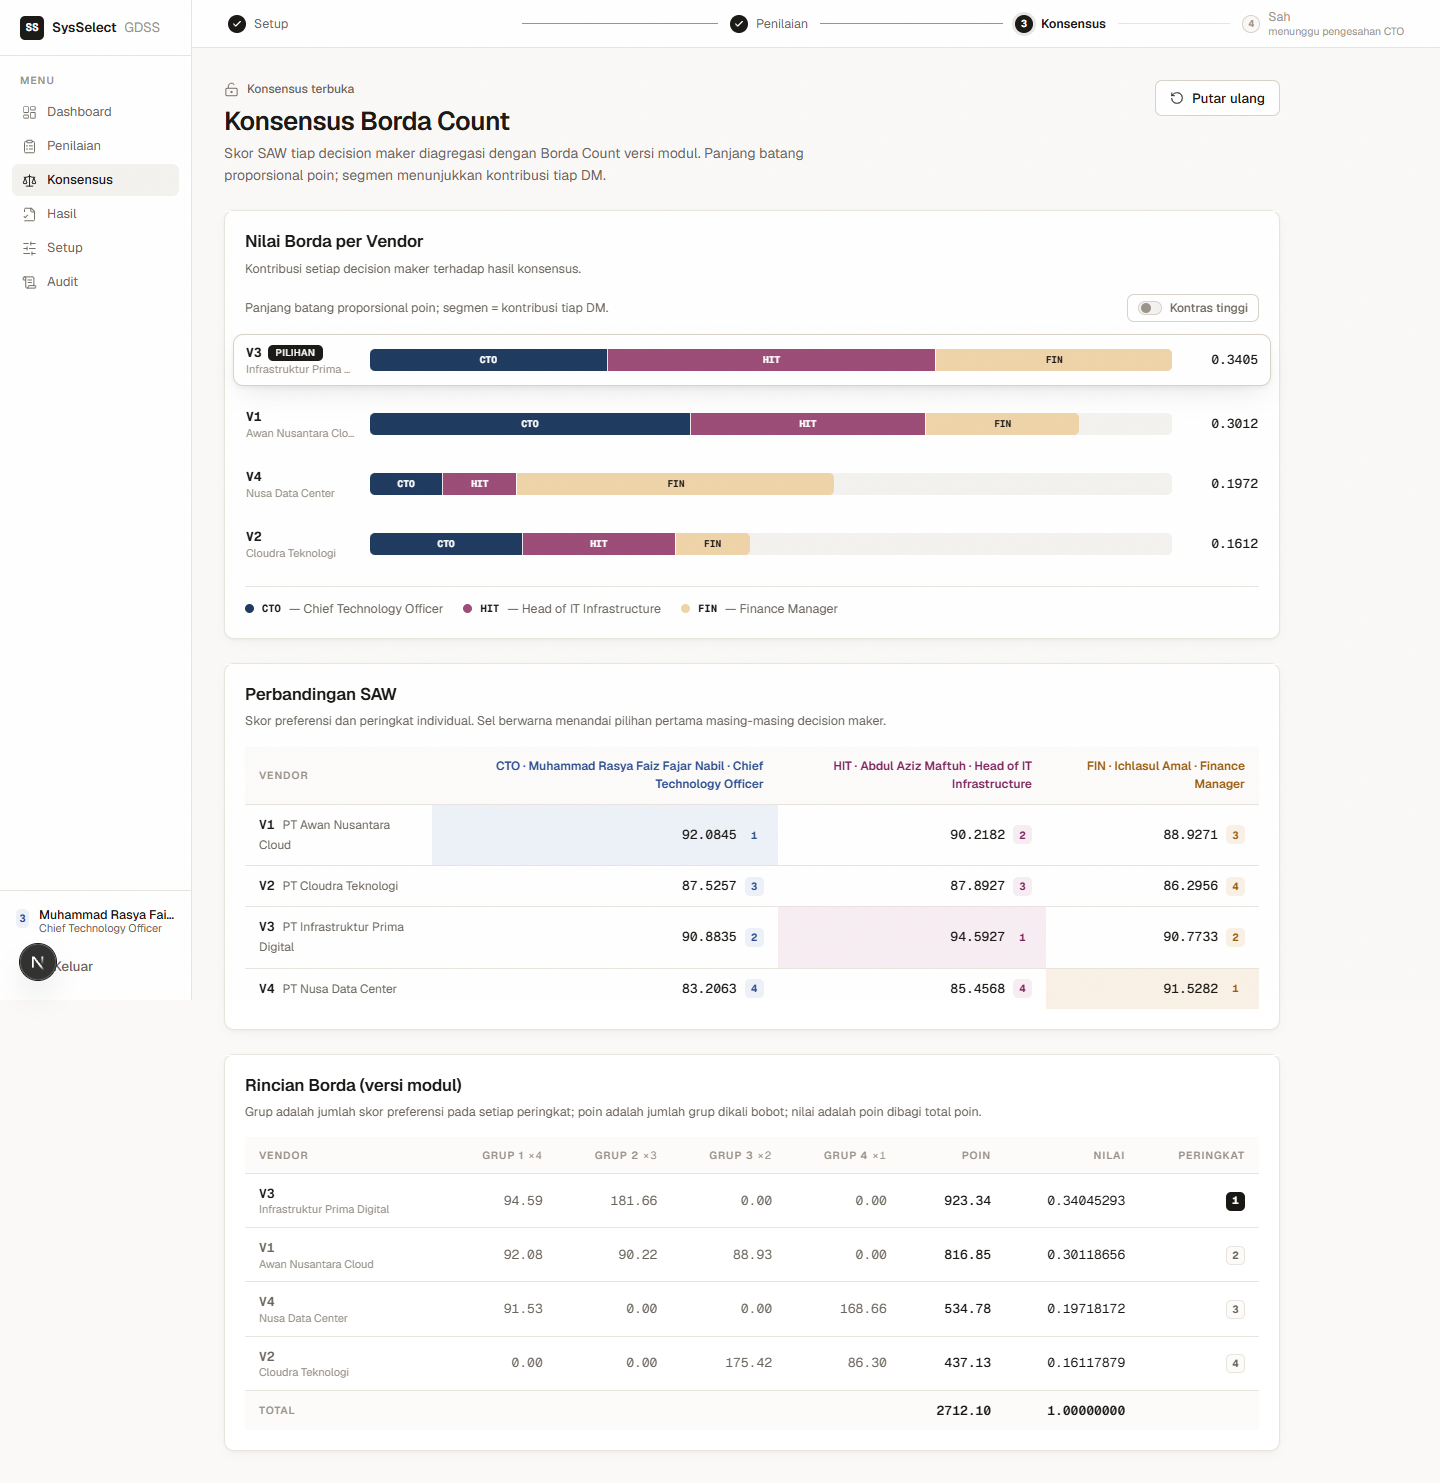 SS SysSelect GDSS
MENU
Dashboard
Penilaian
Konsensus
Hasil
Setup
Audit
3 Muhammad Rasya Fai…
Chief Technology Officer
N Keluar
Setup
Penilaian
3 Konsensus
4 Sah
menunggu pengesahan CTO
Konsensus terbuka
Konsensus Borda Count
Skor SAW tiap decision maker diagregasi dengan Borda Count versi modul. Panjang batang
proporsional poin; segmen menunjukkan kontribusi tiap DM.
Putar ulang
Nilai Borda per Vendor
Kontribusi setiap decision maker terhadap hasil konsensus.
Panjang batang proporsional poin; segmen = kontribusi tiap DM.
Kontras tinggi
V3 PILIHAN
Infrastruktur Prima …
CTO HIT FIN 0.3405
V1
Awan Nusantara Clo…
CTO HIT FIN 0.3012
V4
Nusa Data Center
CTO HIT FIN 0.1972
V2
Cloudra Teknologi
CTO HIT FIN 0.1612
CTO — Chief Technology Officer HIT — Head of IT Infrastructure FIN — Finance Manager
Perbandingan SAW
Skor preferensi dan peringkat individual. Sel berwarna menandai pilihan pertama masing-masing decision maker.
VENDOR
CTO · Muhammad Rasya Faiz Fajar Nabil · Chief
Technology Officer
HIT · Abdul Aziz Maftuh · Head of IT
Infrastructure
FIN · Ichlasul Amal · Finance
Manager
V1 PT Awan Nusantara
Cloud
92.0845 1 90.2182 2 88.9271 3
V2 PT Cloudra Teknologi 87.5257 3 87.8927 3 86.2956 4
V3 PT Infrastruktur Prima
Digital
90.8835 2 94.5927 1 90.7733 2
V4 PT Nusa Data Center 83.2063 4 85.4568 4 91.5282 1
Rincian Borda (versi modul)
Grup adalah jumlah skor preferensi pada setiap peringkat; poin adalah jumlah grup dikali bobot; nilai adalah poin dibagi total poin.
VENDOR GRUP 1 ×4 GRUP 2 ×3 GRUP 3 ×2 GRUP 4 ×1 POIN NILAI PERINGKAT
V3
Infrastruktur Prima Digital
94.59 181.66 0.00 0.00 923.34 0.34045293 1
V1
Awan Nusantara Cloud
92.08 90.22 88.93 0.00 816.85 0.30118656 2
V4
Nusa Data Center
91.53 0.00 0.00 168.66 534.78 0.19718172 3
V2
Cloudra Teknologi
0.00 0.00 175.42 86.30 437.13 0.16117879 4
TOTAL 2712.10 1.00000000